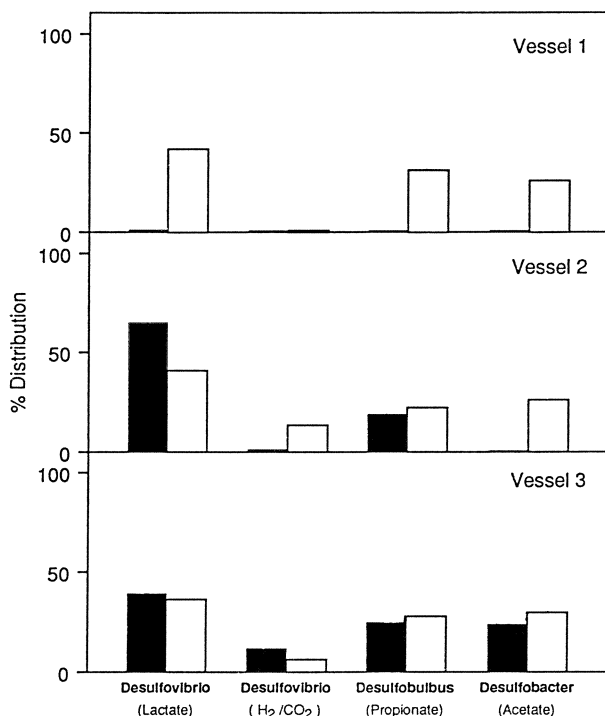 100
Vessel 1
50
0
100
Vessel 2
50
0
100
Vessel 3
50
0
% Distribution
Desulfovibrio Desulfovibrio Desulfobulbus Desulfobacter
(Lactate) ( H2 /CO2 ) (Propionate) (Acetate)